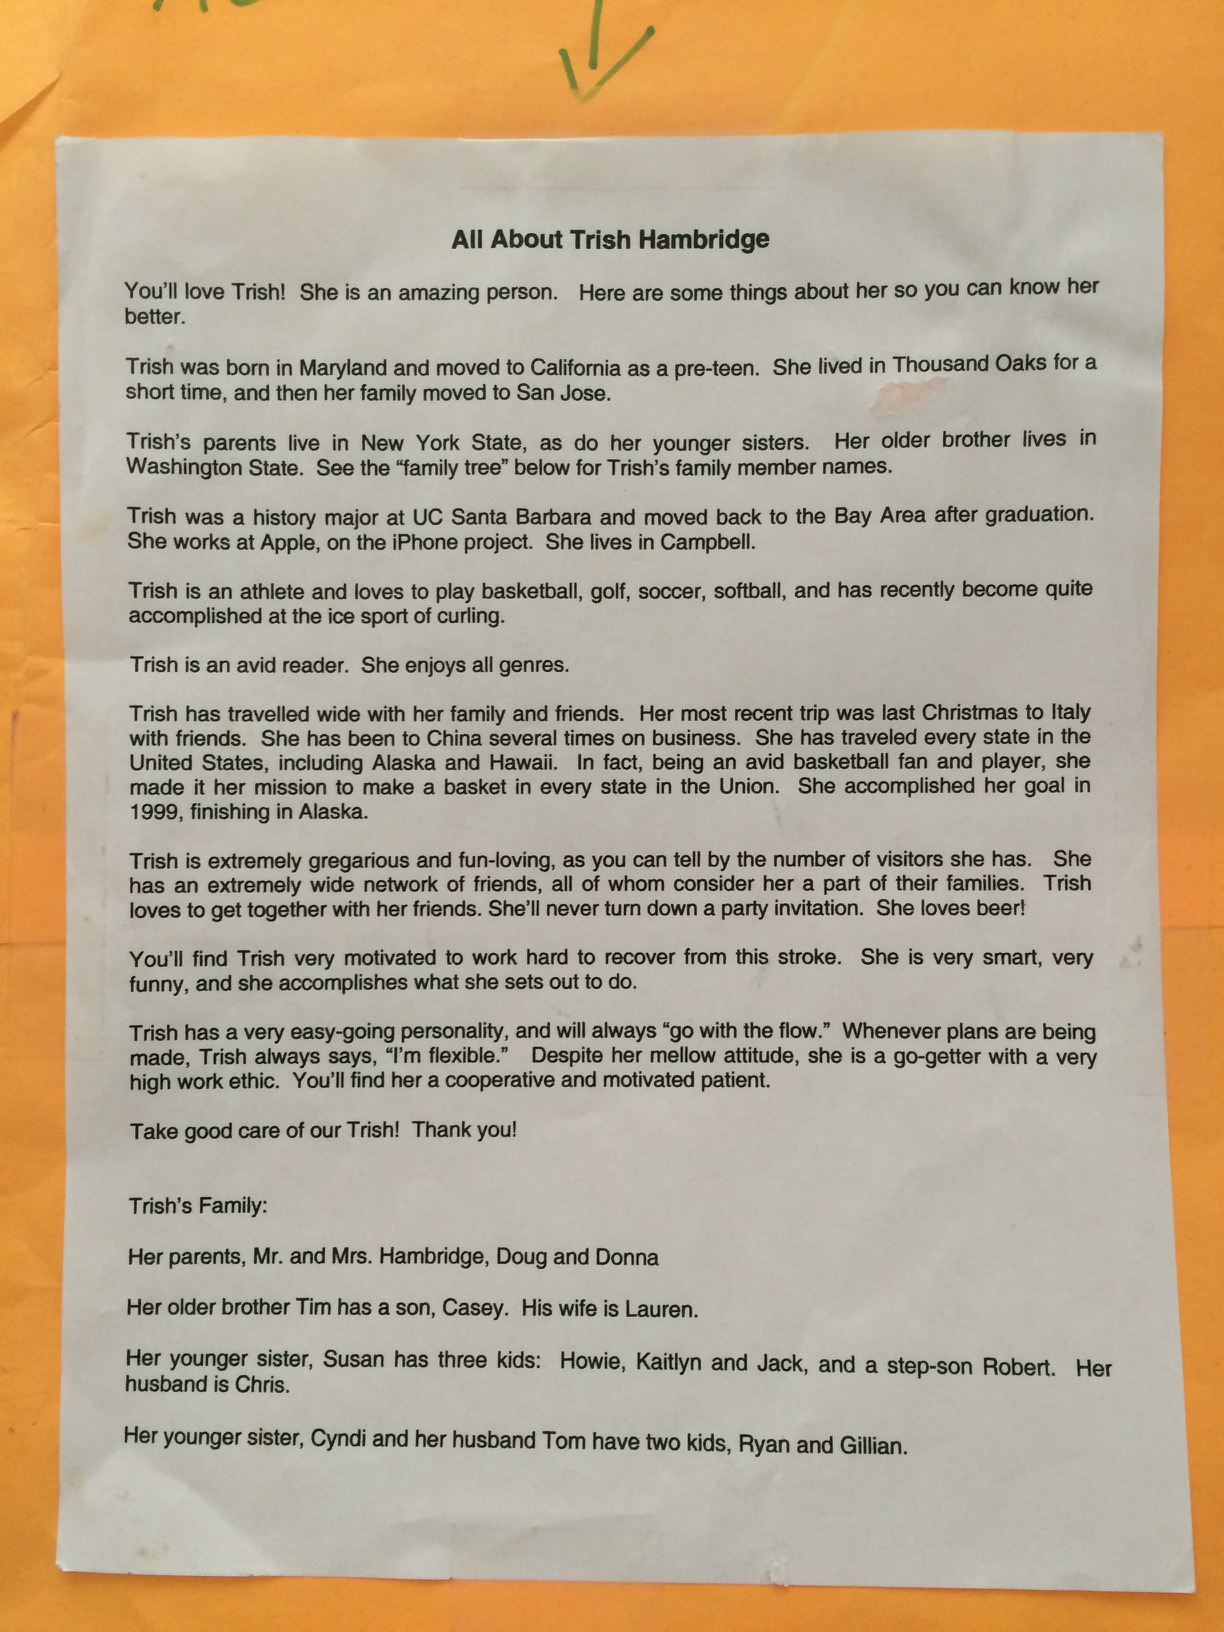 All About Trish Hambridge
You'll love Trish! She is an amazing person. Here are some things about her so you can know her
better.
Trish was born in Maryland and moved to California as a pre-teen. She lived in Thousand Oaks for a
short time, and then her family moved to San Jose.
Trish's parents live in New York State, as do her younger sisters. Her older brother lives in
Washington State. See the “family tree” below for Trish's family member names.
Trish was a history major at UC Santa Barbara and moved back to the Bay Area after graduation.
She works at Apple, on the iPhone project. She lives in Campbell.
Trish is an athlete and loves to play basketball, golf, soccer, softball, and has recently become quite
accomplished at the ice sport of curling.
Trish is an avid reader. She enjoys all genres.
Trish has travelled wide with her family and friends. Her most recent trip was last Christmas to Italy
with friends. She has been to China several times on business. She has traveled every state in the
United States, including Alaska and Hawaii. In fact, being an avid basketball fan and player, she
made it her mission to make a basket in every state in the Union. She accomplished her goal in
1999, finishing in Alaska.
Trish is extremely gregarious and fun-loving, as you can tell by the number of visitors she has. She
has an extremely wide network of friends, all of whom consider her a part of their families. Trish
loves to get together with her friends. She'll never turn down a party invitation. She loves beer!
You'll find Trish very motivated to work hard to recover from this stroke. She is very smart, very
funny, and she accomplishes what she sets out to do.
Trish has a very easy-going personality, and will always “go with the flow.” Whenever plans are being
made, Trish always says, “I'm flexible.” Despite her mellow attitude, she is a go-getter with a very
high work ethic. You'll find her a cooperative and motivated patient.
Take good care of our Trish! Thank you!
Trish's Family:
Her parents, Mr. and Mrs. Hambridge, Doug and Donna
Her older brother Tim has a son, Casey. His wife is Lauren.
Her younger sister, Susan has three kids: Howie, Kaitlyn and Jack, and a step-son Robert. Her
husband is Chris.
Her younger sister, Cyndi and her husband Tom have two kids, Ryan and Gillian.